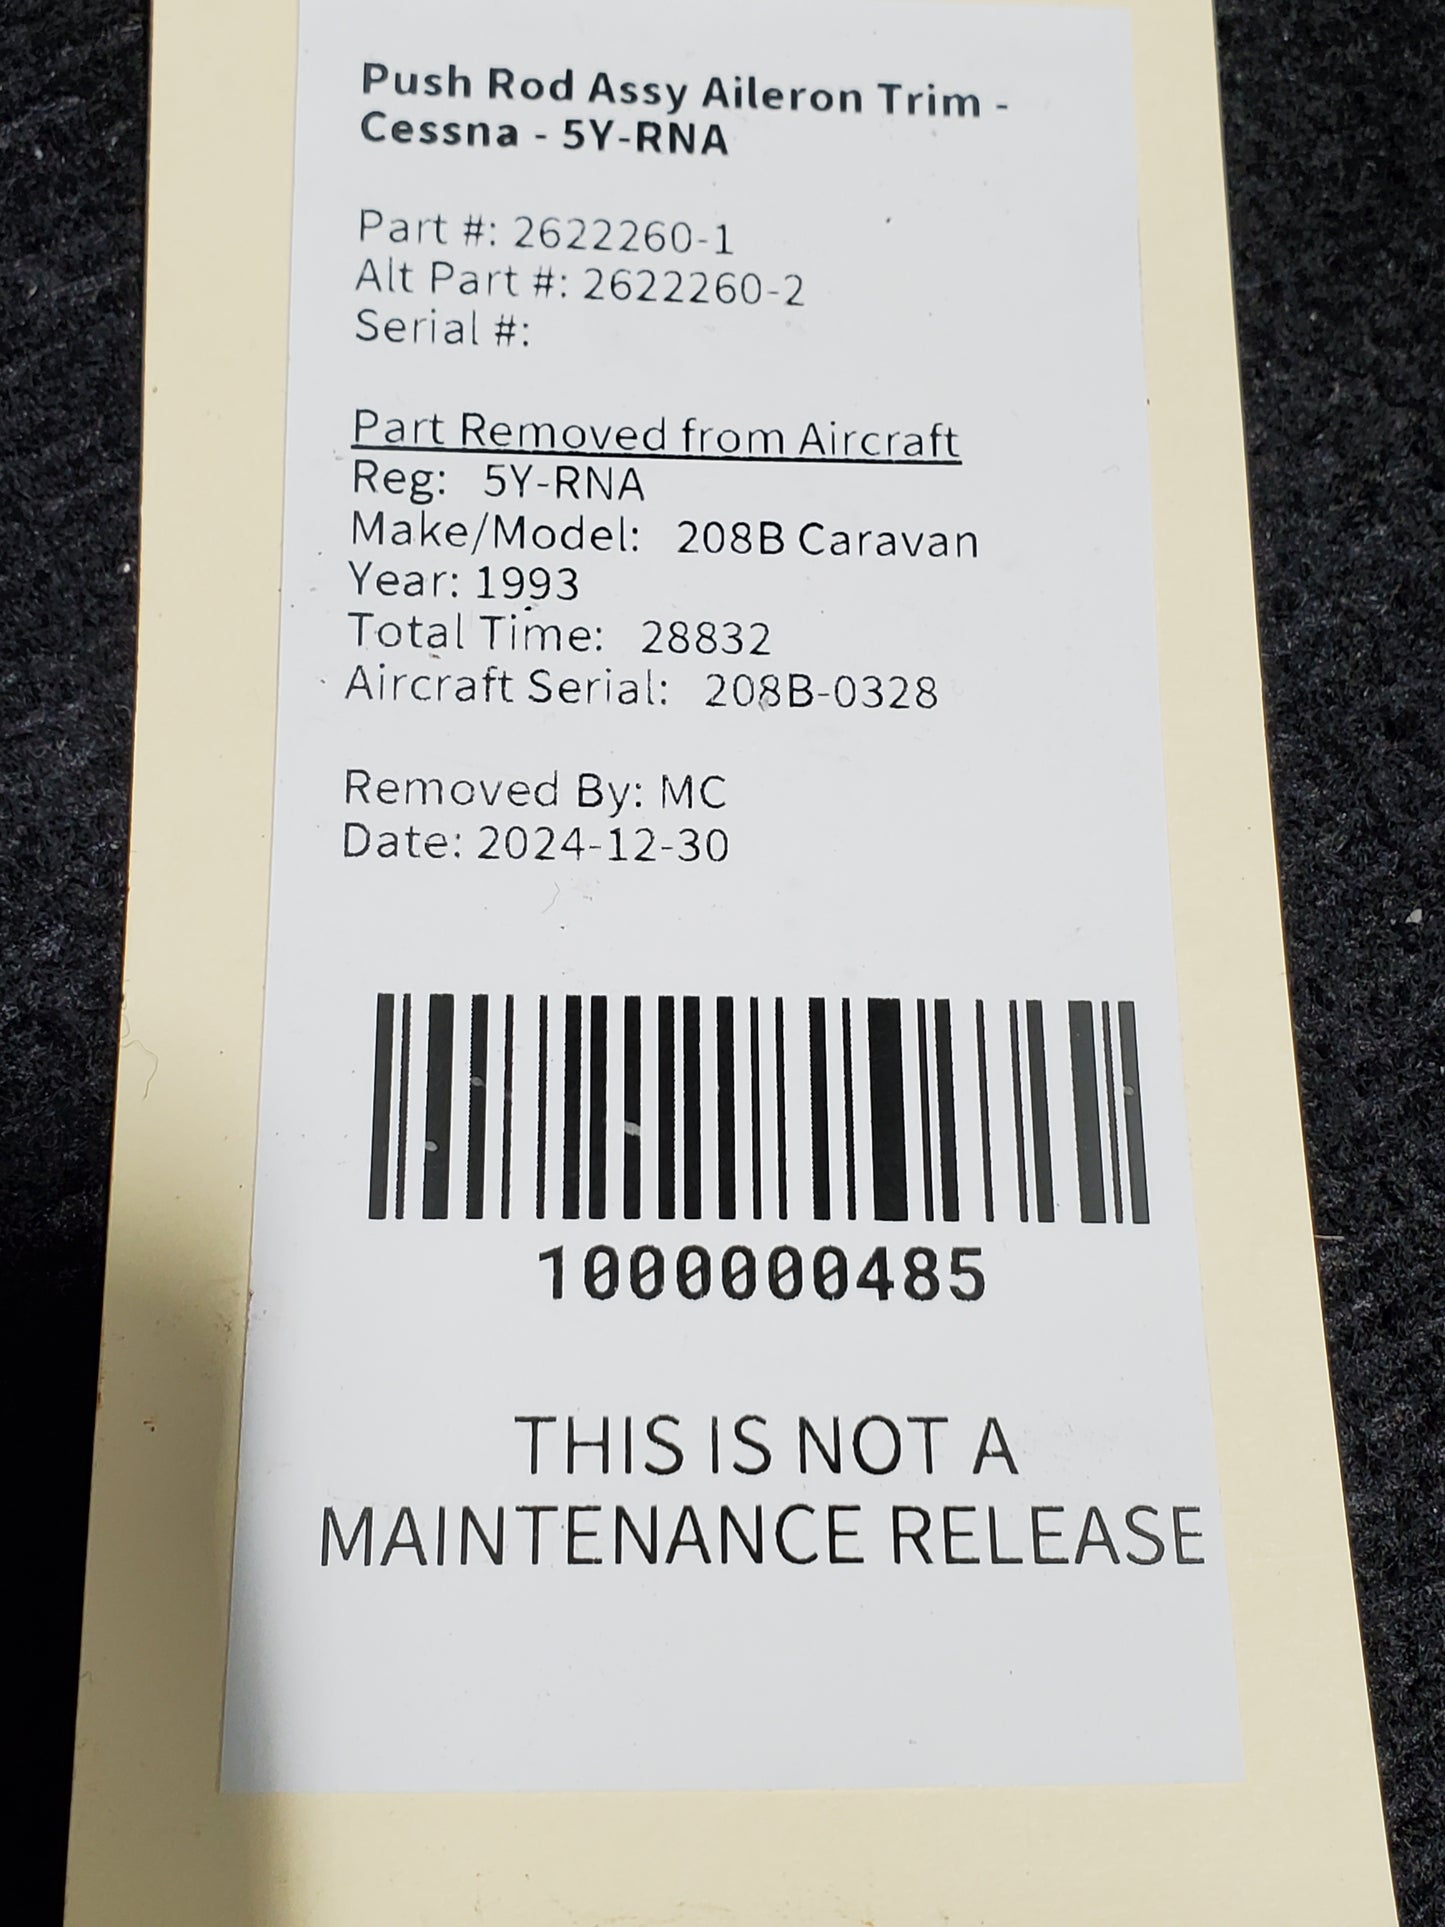 Push Rod Assy Aileron Trim -
Cessna - 5Y-RNA
Part #: 2622260-1
Alt Part #: 2622260-2
Serial #:
Part Removed from Aircraft
Reg: 5Y-RNA
Make/Model: 208B Caravan
Year: 1993
Total Time: 28832
Aircraft Serial: 208B-0328
Removed By: MC
Date: 2024-12-30
1000000485
THIS IS NOT A
MAINTENANCE RELEASE